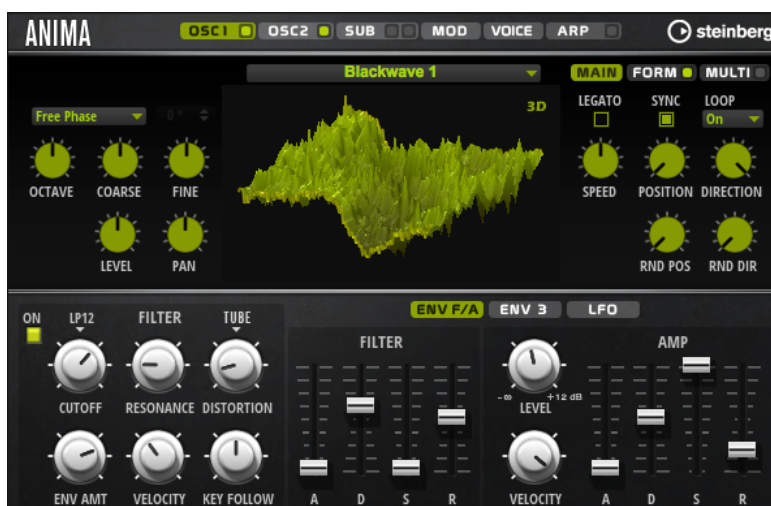 ANIMA OSC1 OSC2 SUB MOD VOICE ARP steinberg
Blackwave 1 MAIN FORM MULTI
3D
LEGATO SYNC LOOP
Free Phase 0 ° On
OCTAVE COARSE FINE SPEED POSITION DIRECTION
LEVEL PAN RND POS RND DIR
ENV F/A ENV 3 LFO
ON LP12 FILTER TUBE
FILTER AMP
CUTOFF RESONANCE DISTORTION
-∞ +12 dB
LEVEL
ENV AMT VELOCITY KEY FOLLOW A D S R VELOCITY A D S R